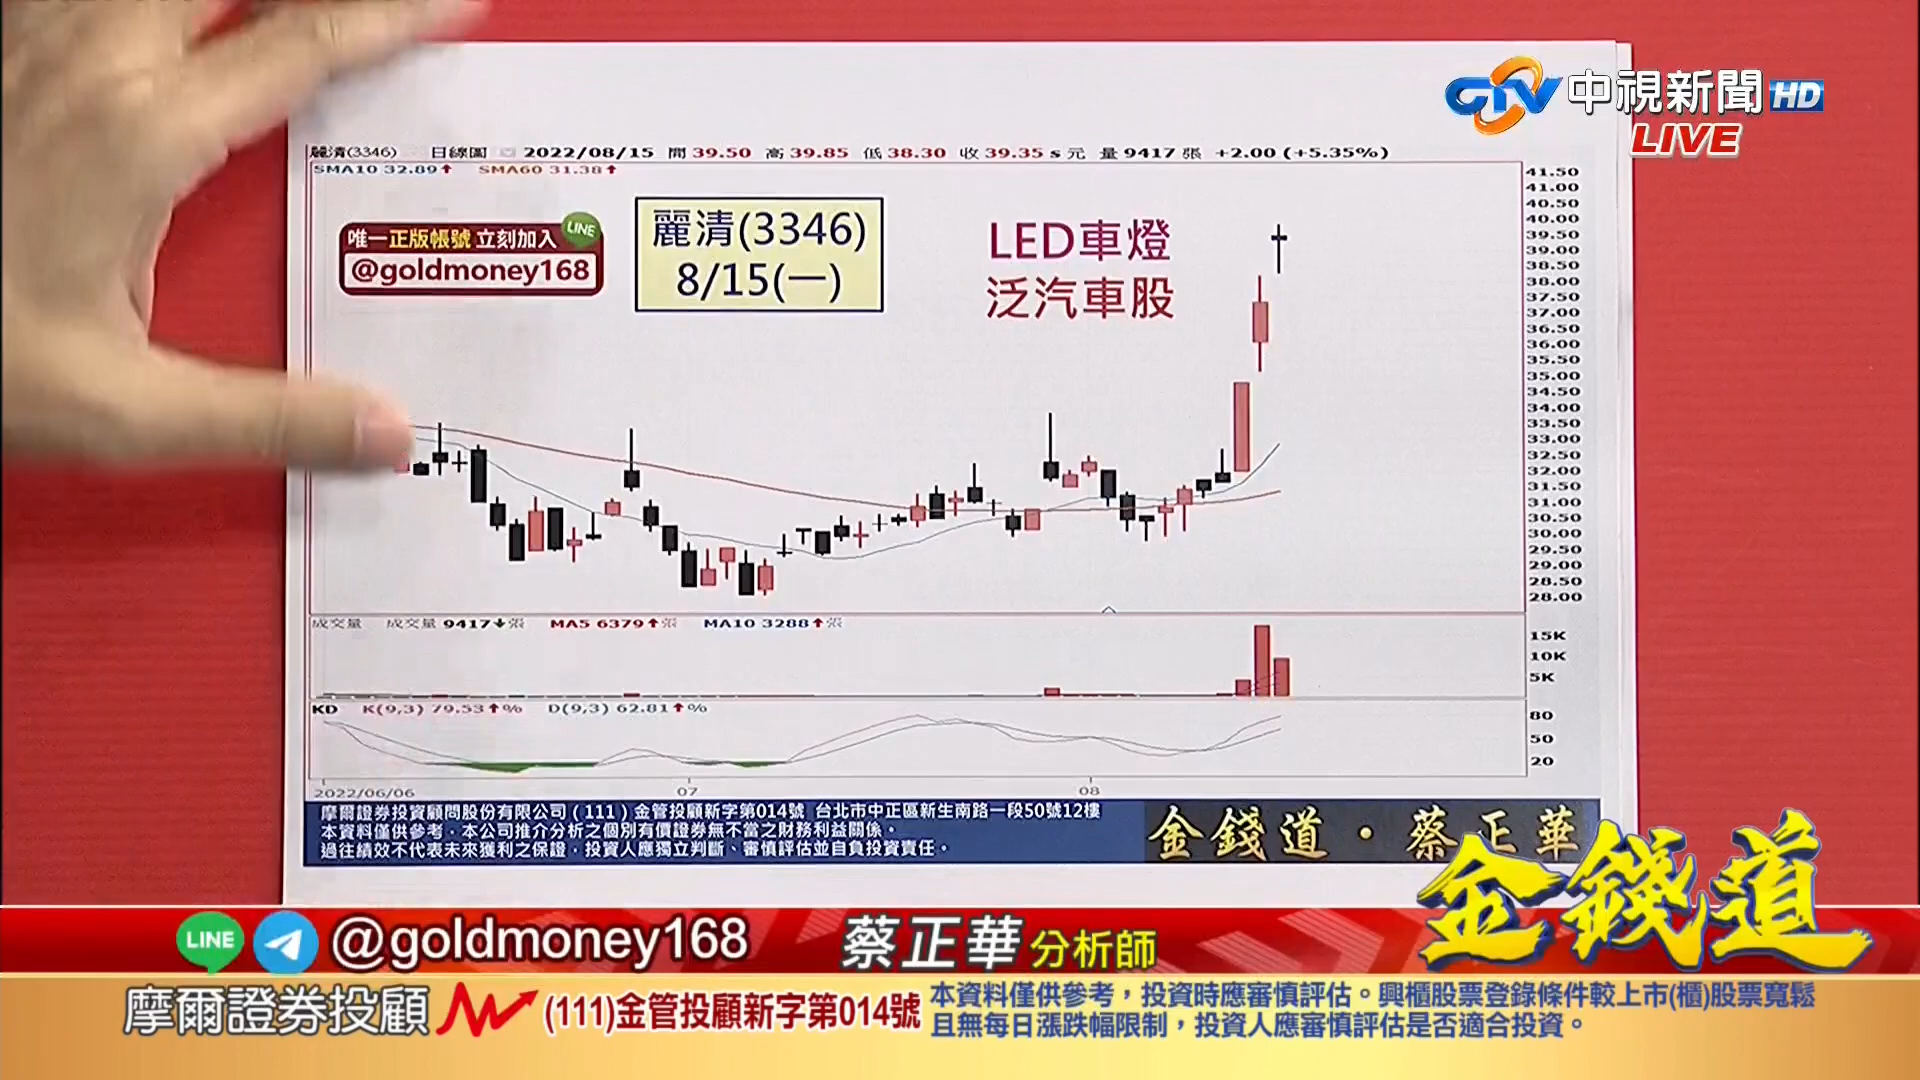 CTV 中視新聞 HD
LIVE
麗清(3346) 日線圖 2022/08/15 開 39.50 高 39.85 低 38.30 收 39.35 s 元 量 9417 張 +2.00 (+5.35%)
SMA10 32.89↑ SMA60 31.38↑
唯一正版帳號 立刻加入 LINE
@goldmoney168
麗清(3346)
8/15(一)
LED車燈
泛汽車股
41.50
41.00
40.50
40.00
39.50
39.00
38.50
38.00
37.50
37.00
36.50
36.00
35.50
35.00
34.50
34.00
33.50
33.00
32.50
32.00
31.50
31.00
30.50
30.00
29.50
29.00
28.50
28.00
成交量 成交量 9417↓張 MA5 6379↑張 MA10 3288↑張
15K
10K
5K
KD K(9,3) 79.53↑% D(9,3) 62.81↑%
80
50
20
2022/06/06 07 08
摩爾證券投資顧問股份有限公司(111)金管投顧新字第014號 台北市中正區新生南路一段50號12樓
本資料僅供參考，本公司推介分析之個別有價證券無不當之財務利益關係。
過往績效不代表未來獲利之保證，投資人應獨立判斷、審慎評估並自負投資責任。
金錢道·蔡正華
金錢道
LINE @goldmoney168 蔡正華 分析師
摩爾證券投顧 (111)金管投顧新字第014號
本資料僅供參考，投資時應審慎評估。興櫃股票登錄條件較上市(櫃)股票寬鬆
且無每日漲跌幅限制，投資人應審慎評估是否適合投資。